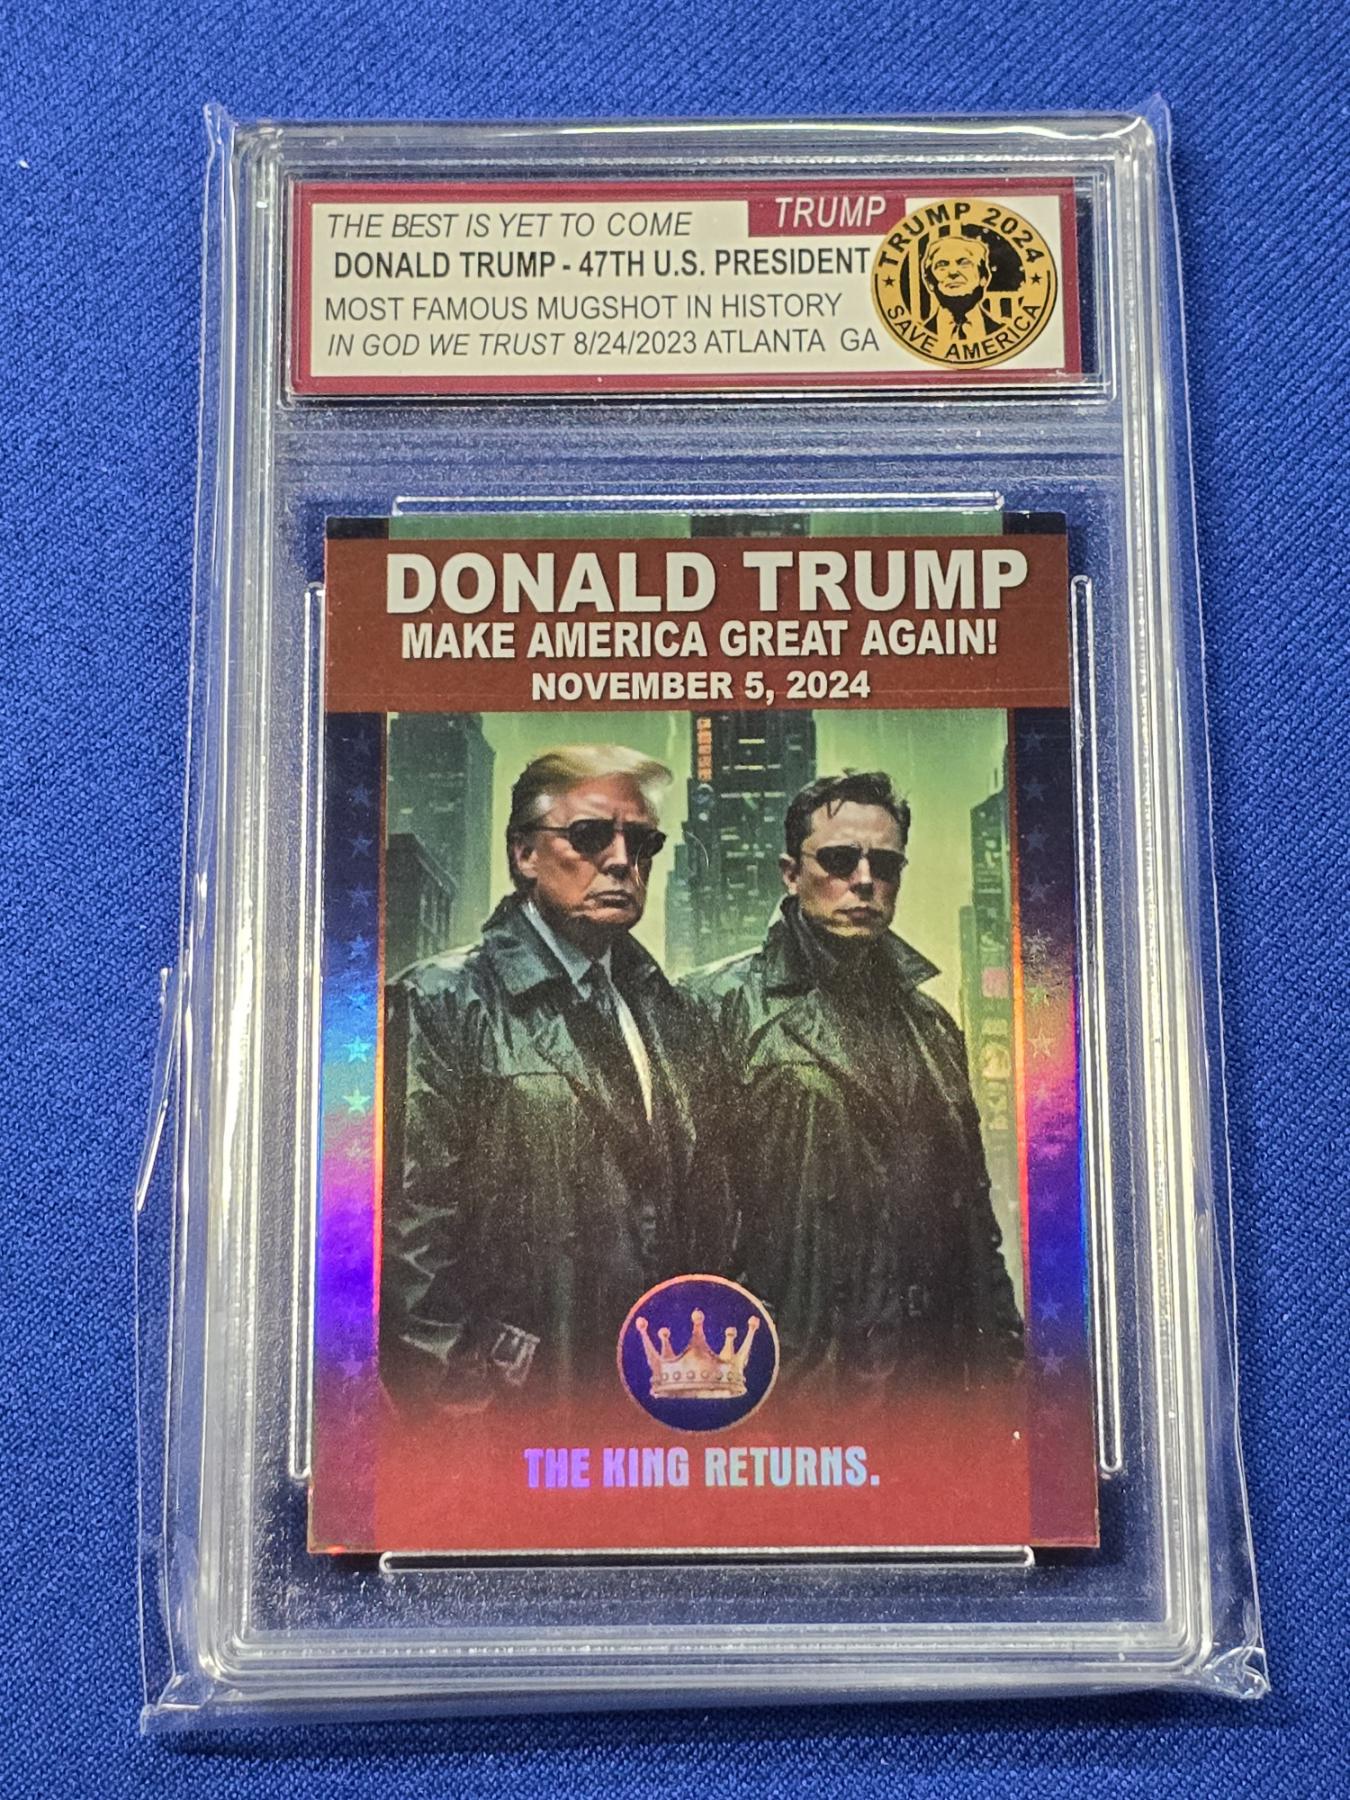 THE BEST IS YET TO COME
TRUMP
DONALD TRUMP - 47TH U.S. PRESIDENT
MOST FAMOUS MUGSHOT IN HISTORY
IN GOD WE TRUST 8/24/2023 ATLANTA GA
TRUMP 2024
SAVE AMERICA
DONALD TRUMP
MAKE AMERICA GREAT AGAIN!
NOVEMBER 5, 2024
THE KING RETURNS.